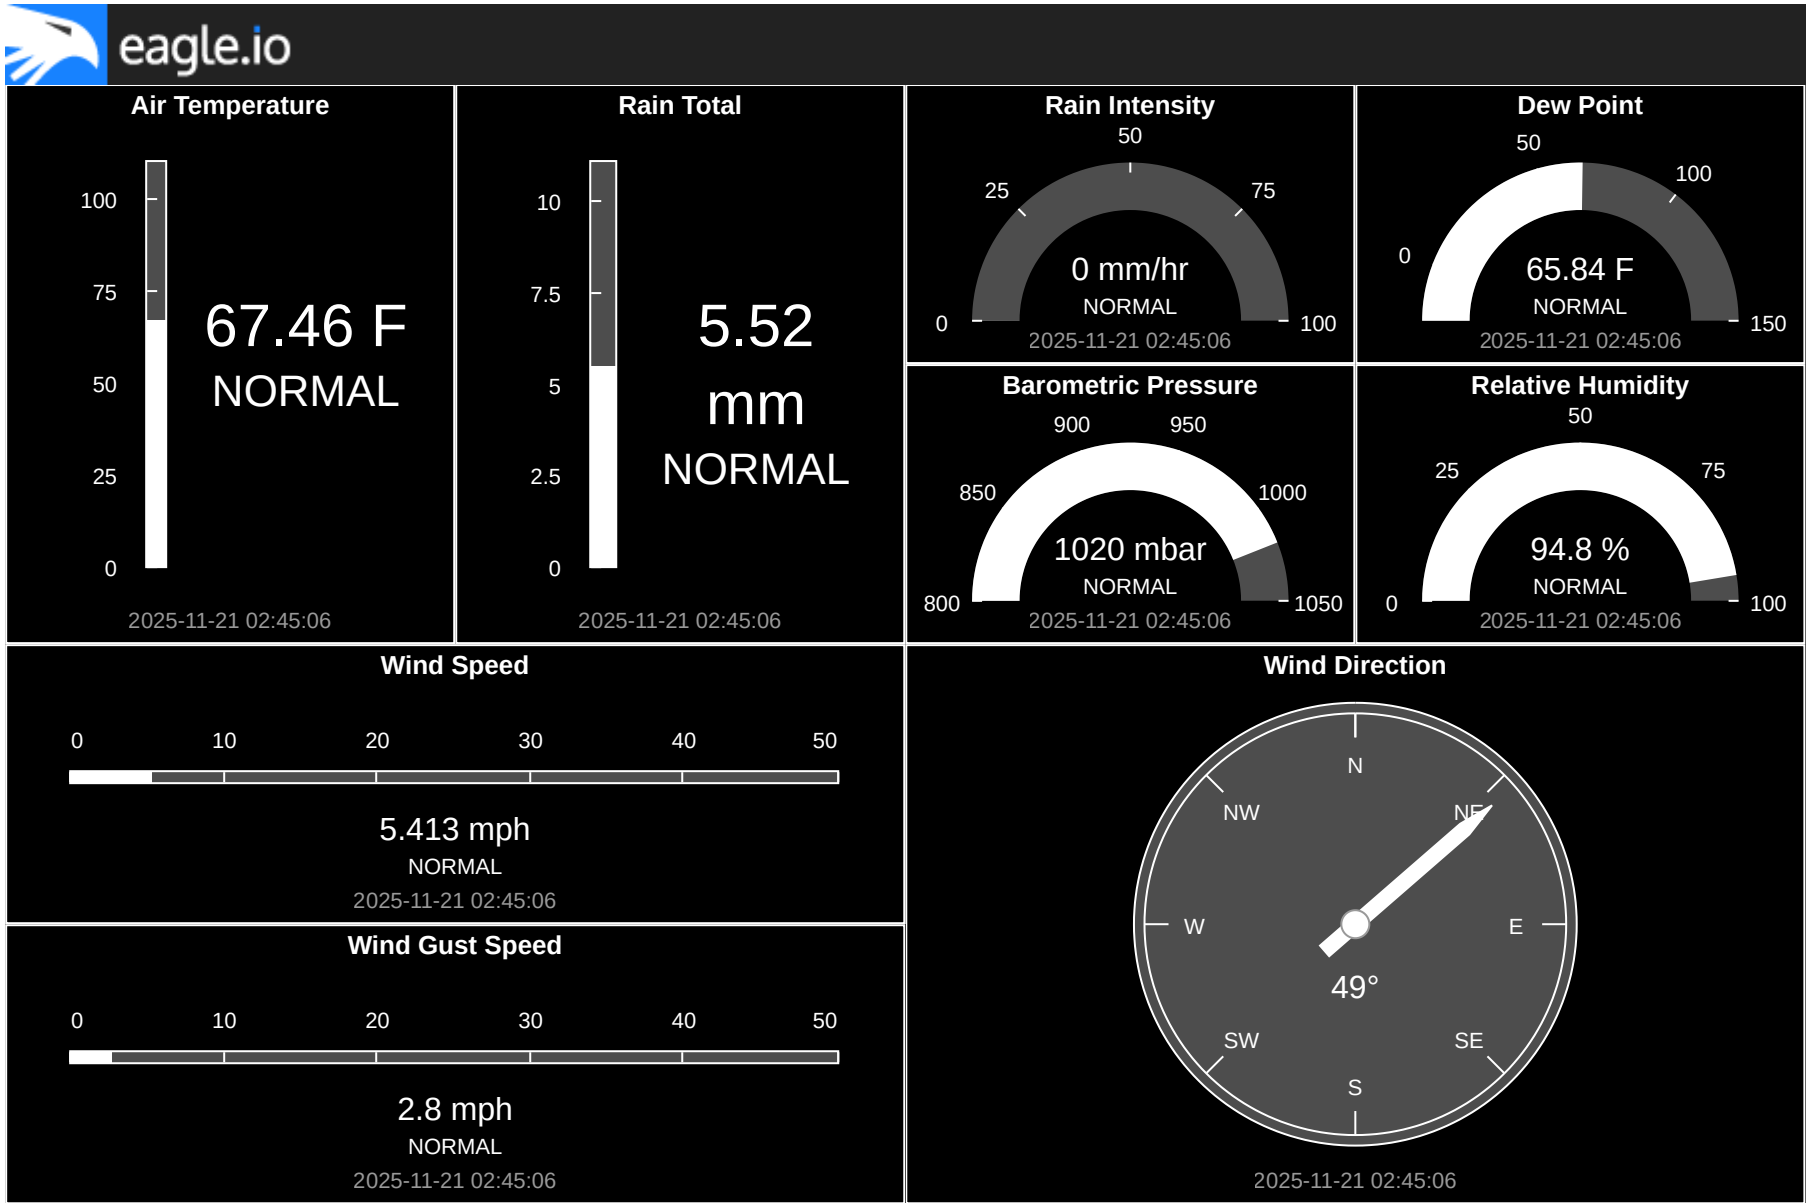 eagle.io
Air Temperature
100
75
50
25
0
67.46 F
NORMAL
2025-11-21 02:45:06
Rain Total
10
7.5
5
2.5
0
5.52
mm
NORMAL
2025-11-21 02:45:06
Rain Intensity
0
25
50
75
100
0 mm/hr
NORMAL
2025-11-21 02:45:06
Dew Point
0
50
100
150
65.84 F
NORMAL
2025-11-21 02:45:06
Barometric Pressure
800
850
900
950
1000
1050
1020 mbar
NORMAL
2025-11-21 02:45:06
Relative Humidity
0
25
50
75
100
94.8 %
NORMAL
2025-11-21 02:45:06
Wind Speed
0 10 20 30 40 50
5.413 mph
NORMAL
2025-11-21 02:45:06
Wind Gust Speed
0 10 20 30 40 50
2.8 mph
NORMAL
2025-11-21 02:45:06
Wind Direction
N
NW NE
W E
49°
SW SE
S
2025-11-21 02:45:06